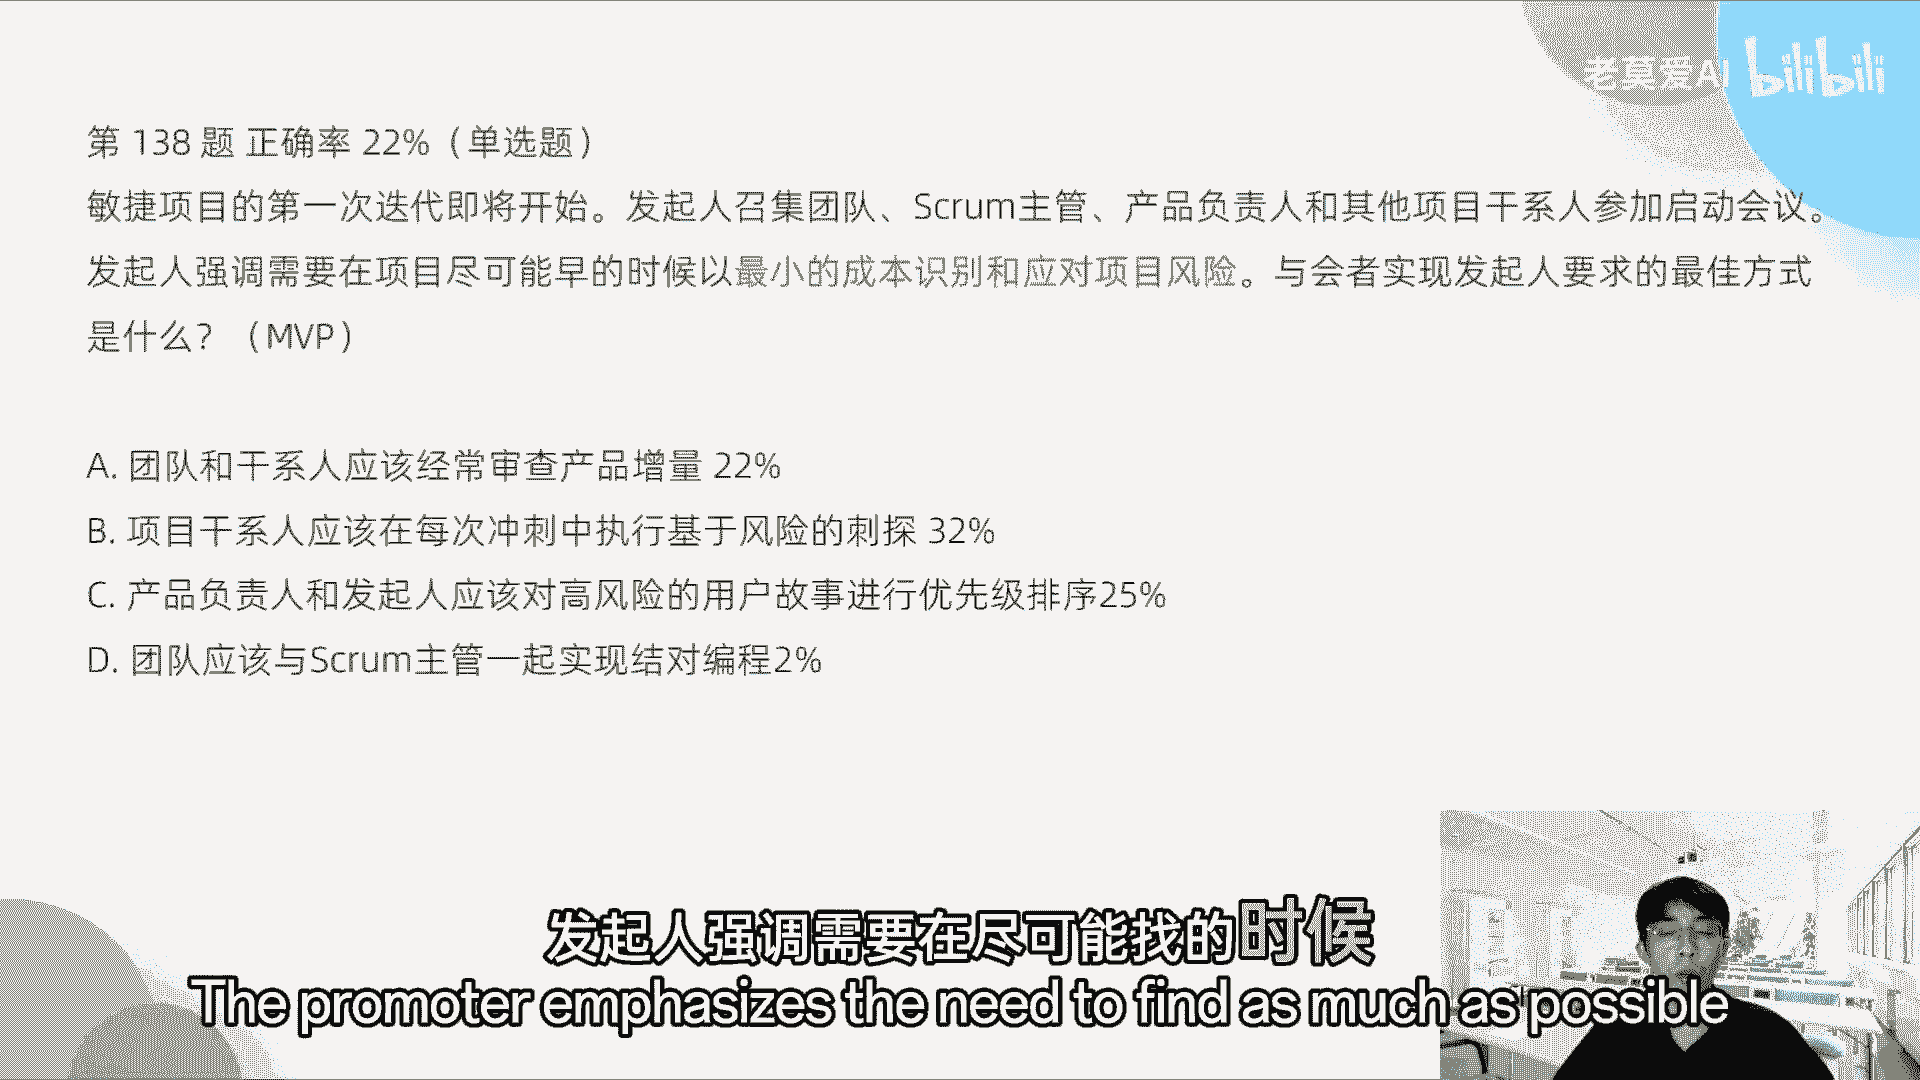 老莫爱AI bilibili
第 138 题 正确率 22%（单选题）
敏捷项目的第一次迭代即将开始。发起人召集团队、Scrum主管、产品负责人和其他项目干系人参加启动会议。
发起人强调需要在项目尽可能早的时候以最小的成本识别和应对项目风险。与会者实现发起人要求的最佳方式
是什么？（MVP）
A. 团队和干系人应该经常审查产品增量 22%
B. 项目干系人应该在每次冲刺中执行基于风险的刺探 32%
C. 产品负责人和发起人应该对高风险的用户故事进行优先级排序25%
D. 团队应该与Scrum主管一起实现结对编程2%
发起人强调需要在尽可能找的时候
The promoter emphasizes the need to find as much as possible